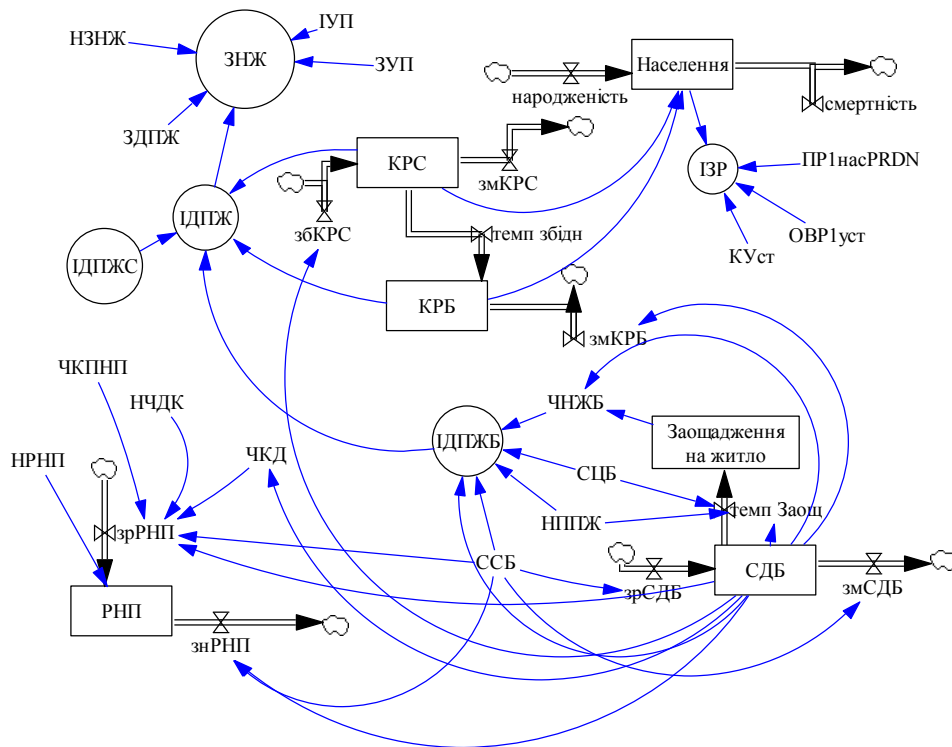 ІУП
НЗНЖ
ЗНЖ
ЗУП
ЗДПЖ
Населення
народженість
смертність
КРС
змКРС
ІЗР
ПР1насPRDN
ІДПЖ
збКРС
темп збідн
ОВР1уст
КУст
ІДПЖС
КРБ
змКРБ
ЧКПНП
НЧДК
ЧНЖБ
Заощадження
на житло
ІДПЖБ
НРНП
ЧКД
СЦБ
НППЖ
темп Заощ
зрРНП
ССБ
СДБ
зрСДБ
змСДБ
РНП
знРНП